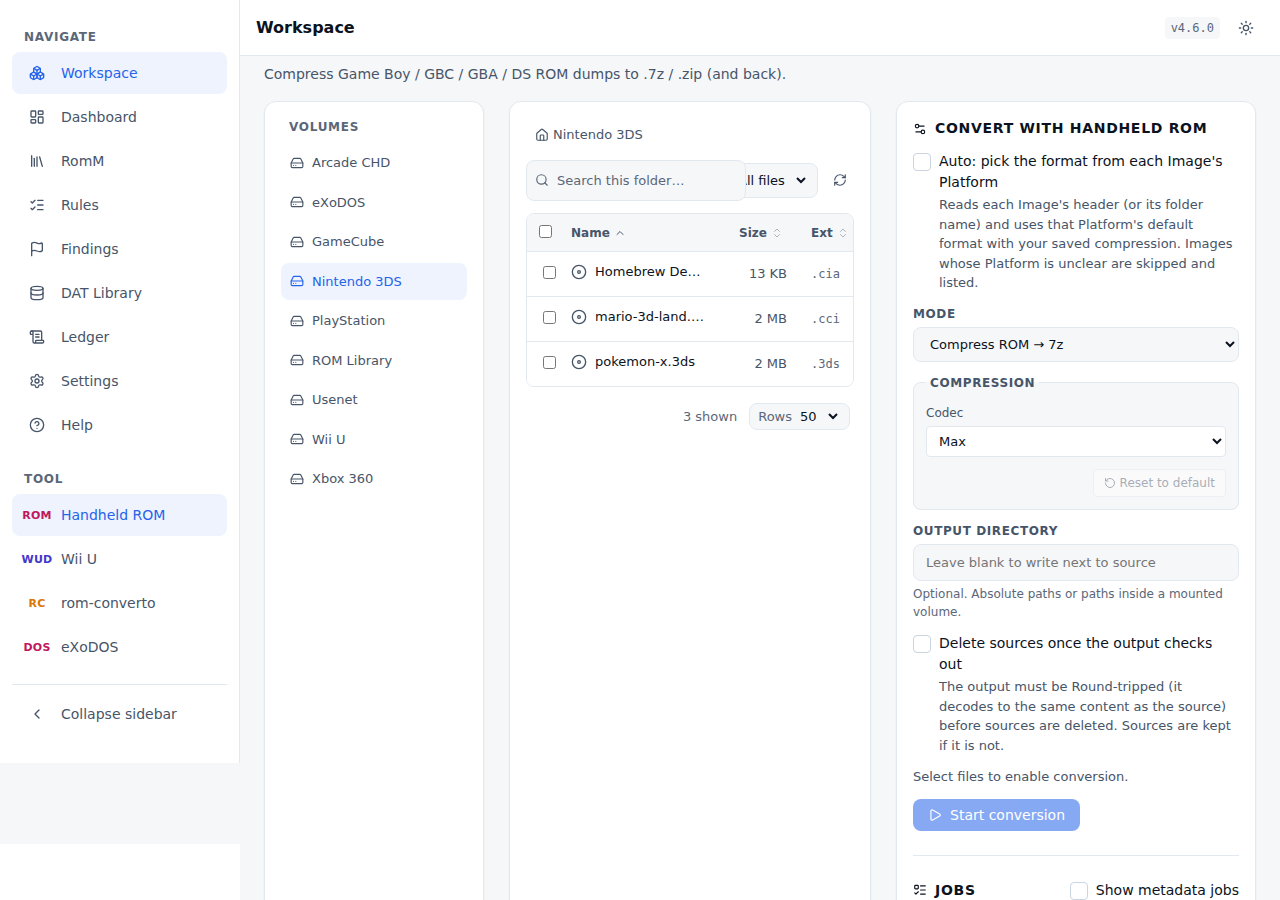 NAVIGATE
Workspace
Dashboard
RomM
Rules
Findings
DAT Library
Ledger
Settings
Help
TOOL
ROM Handheld ROM
WUD Wii U
RC rom-converto
DOS eXoDOS
Collapse sidebar
Workspace
v4.6.0
Compress Game Boy / GBC / GBA / DS ROM dumps to .7z / .zip (and back).
VOLUMES
Arcade CHD
eXoDOS
GameCube
Nintendo 3DS
PlayStation
ROM Library
Usenet
Wii U
Xbox 360
Nintendo 3DS
Search this folder…
ll files
Name Size Ext
Homebrew De… 13 KB .cia
mario-3d-land.… 2 MB .cci
pokemon-x.3ds 2 MB .3ds
3 shown Rows 50
CONVERT WITH HANDHELD ROM
Auto: pick the format from each Image's
Platform
Reads each Image's header (or its folder
name) and uses that Platform's default
format with your saved compression. Images
whose Platform is unclear are skipped and
listed.
MODE
Compress ROM → 7z
COMPRESSION
Codec
Max
Reset to default
OUTPUT DIRECTORY
Leave blank to write next to source
Optional. Absolute paths or paths inside a mounted
volume.
Delete sources once the output checks
out
The output must be Round-tripped (it
decodes to the same content as the source)
before sources are deleted. Sources are kept
if it is not.
Select files to enable conversion.
Start conversion
JOBS
Show metadata jobs